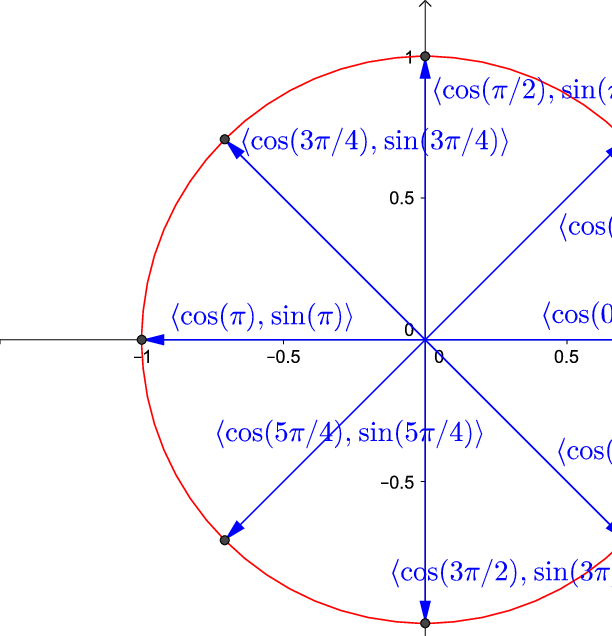 1
⟨cos(π/2), sin(π
⟨cos(3π/4), sin(3π/4)⟩
0.5
⟨cos(
⟨cos(π), sin(π)⟩
⟨cos(0
0
−1
−0.5
0
0.5
⟨cos(5π/4), sin(5π/4)⟩
⟨cos(
−0.5
⟨cos(3π/2), sin(3π